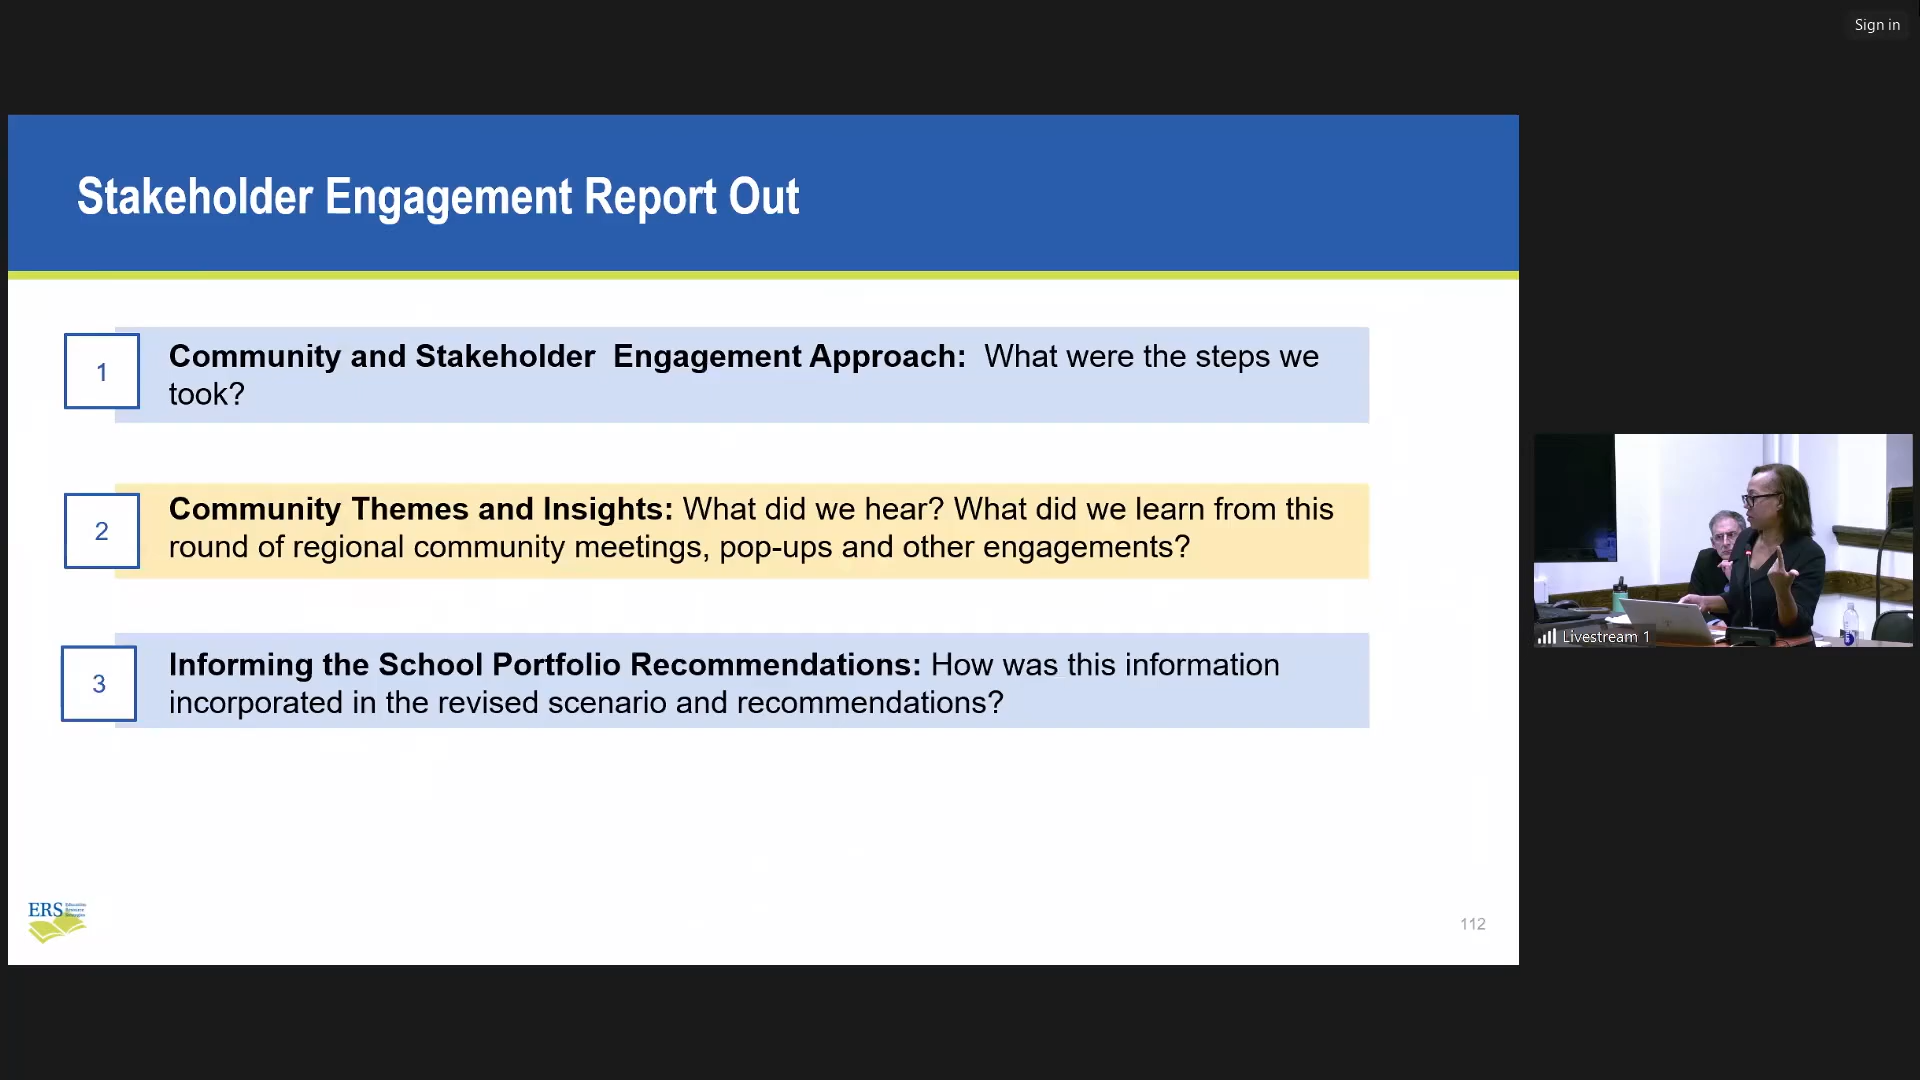 Sign in
Stakeholder Engagement Report Out
1
Community and Stakeholder  Engagement Approach:  What were the steps we
took?
2
Community Themes and Insights: What did we hear? What did we learn from this
round of regional community meetings, pop-ups and other engagements?
3
Informing the School Portfolio Recommendations: How was this information
incorporated in the revised scenario and recommendations?
ERS
Education
Resource
Strategies
112
Livestream 1